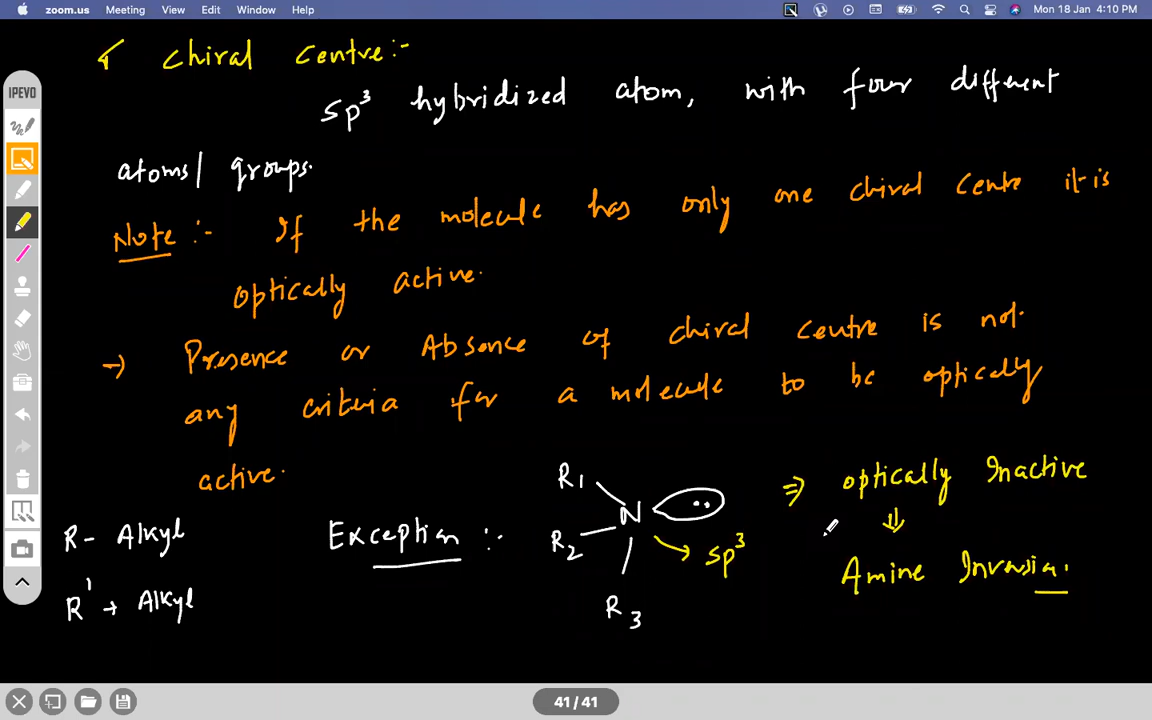 zoom.us Meeting View Edit Window Help Mon 18 Jan 4:10 PM
IPEVO
Chiral Centre :-
sp³ hybridized atom, with four different
atoms/ groups.
Note :- If the molecule has only one chiral centre it is
optically active.
→ Presence or Absence of chiral centre is not
any criteria for a molecule to be optically
active.
R - Alkyl
R' → Alkyl
Exception :-
R1
R2
N
R3
sp³
⇒ optically Inactive
⇓
Amine Inversion.
41/41